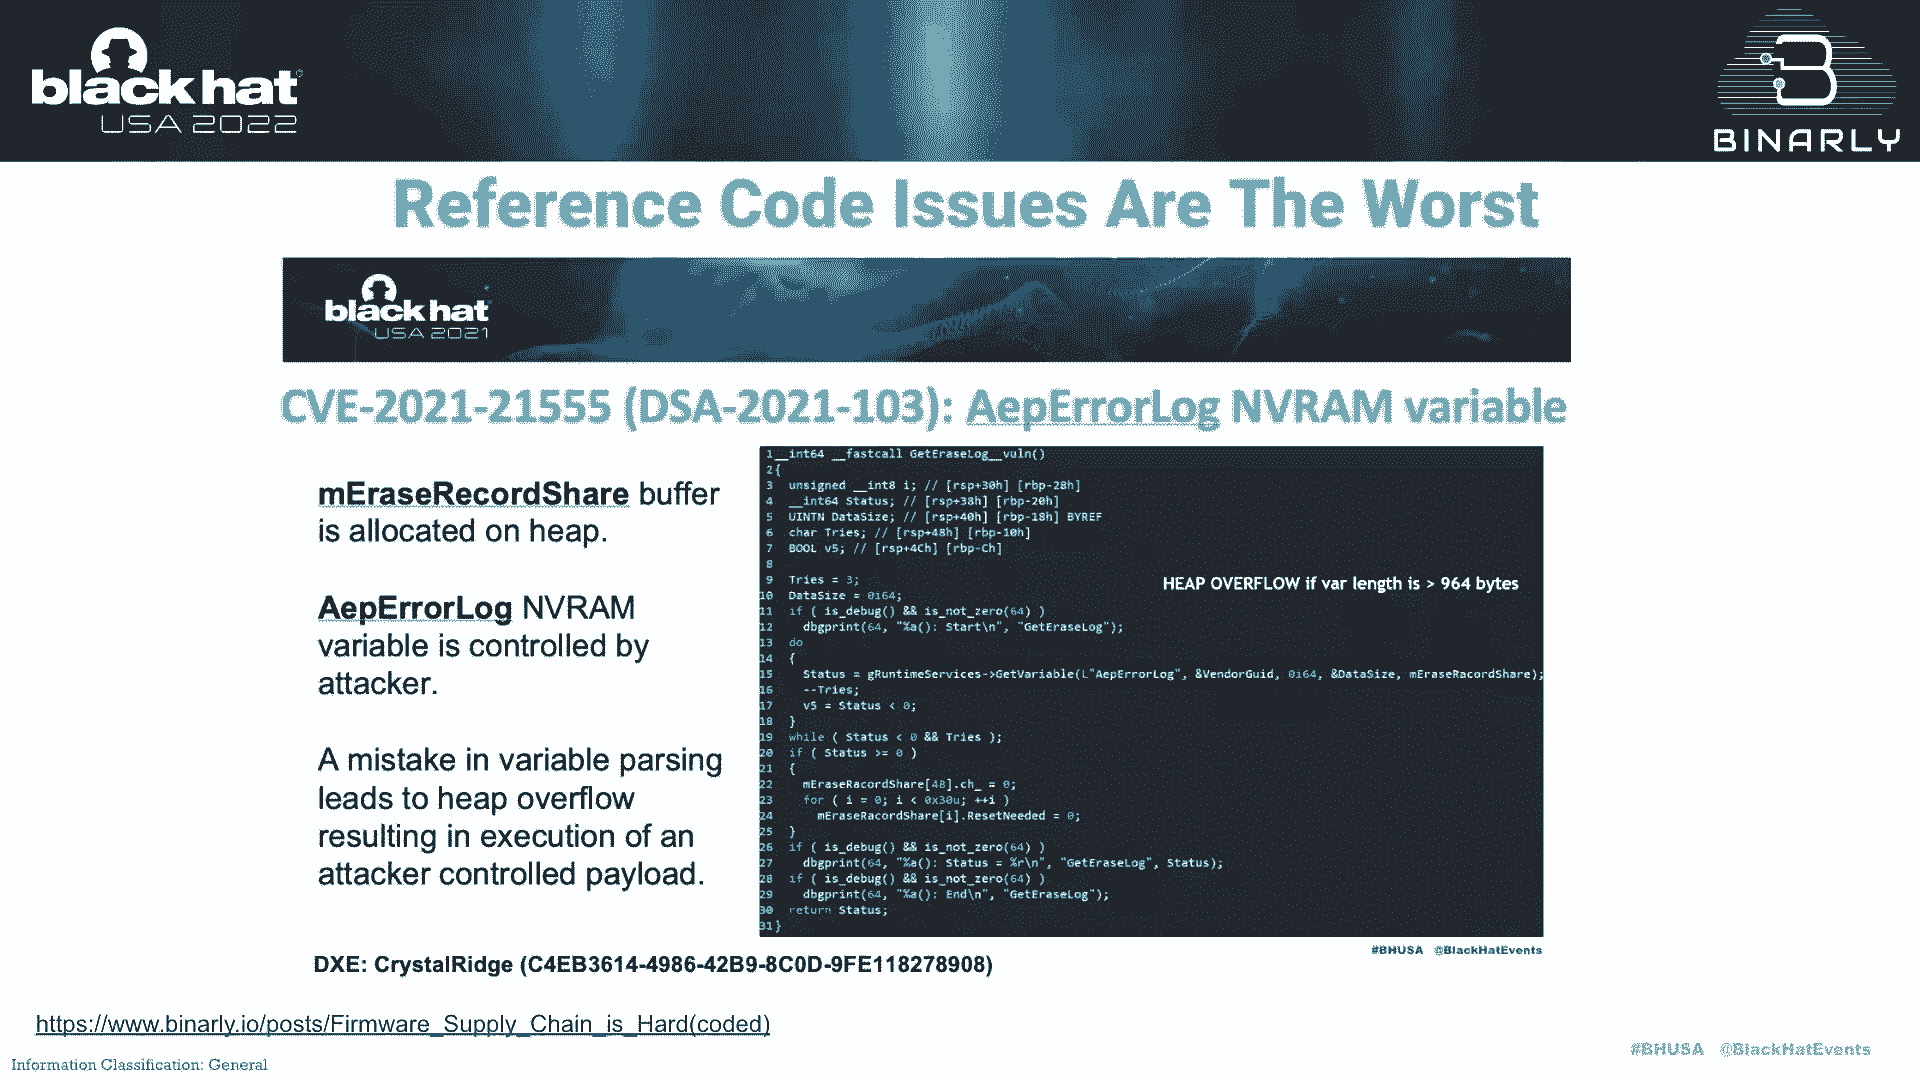 black hat
USA 2022
BINARLY
Reference Code Issues Are The Worst
black hat
USA 2021
CVE-2021-21555 (DSA-2021-103): AepErrorLog NVRAM variable
mEraseRecordShare buffer
is allocated on heap.
AepErrorLog NVRAM
variable is controlled by
attacker.
A mistake in variable parsing
leads to heap overflow
resulting in execution of an
attacker controlled payload.
1 __int64 __fastcall GetEraseLog__vuln()
2 {
3 unsigned __int8 i; // [rsp+30h] [rbp-28h]
4 __int64 Status; // [rsp+38h] [rbp-20h]
5 UINTN DataSize; // [rsp+40h] [rbp-18h] BYREF
6 char Tries; // [rsp+48h] [rbp-10h]
7 BOOL v5; // [rsp+4Ch] [rbp-Ch]
8
9 Tries = 3;
10 DataSize = 0i64;
11 if ( is_debug() && is_not_zero(64) )
12 dbgprint(64, "%a(): Start\n", "GetEraseLog");
13 do
14 {
15 Status = gRuntimeServices->GetVariable(L"AepErrorLog", &VendorGuid, 0i64, &DataSize, mEraseRacordShare);
16 --Tries;
17 v5 = Status < 0;
18 }
19 while ( Status < 0 && Tries );
20 if ( Status >= 0 )
21 {
22 mEraseRacordShare[48].ch_ = 0;
23 for ( i = 0; i < 0x30u; ++i )
24 mEraseRacordShare[i].ResetNeeded = 0;
25 }
26 if ( is_debug() && is_not_zero(64) )
27 dbgprint(64, "%a(): Status = %r\n", "GetEraseLog", Status);
28 if ( is_debug() && is_not_zero(64) )
29 dbgprint(64, "%a(): End\n", "GetEraseLog");
30 return Status;
31 }
HEAP OVERFLOW if var length is > 964 bytes
#BHUSA @BlackHatEvents
DXE: CrystalRidge (C4EB3614-4986-42B9-8C0D-9FE118278908)
https://www.binarly.io/posts/Firmware_Supply_Chain_is_Hard(coded)
Information Classification: General
#BHUSA @BlackHatEvents